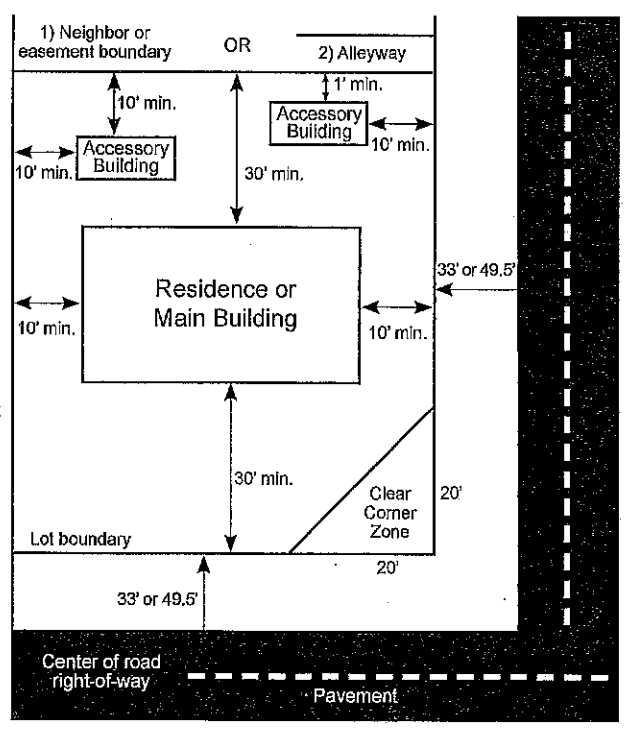 1) Neighbor or
easement boundary
OR
2) Alleyway
10' min.
1' min.
Accessory
Building
10' min.
Accessory
Building
10' min.
30' min.
33' or 49.5'
Residence or
Main Building
10' min.
10' min.
30' min.
Clear
Corner
Zone
20'
Lot boundary
20'
33' or 49.5'
Center of road
right-of-way
Pavement